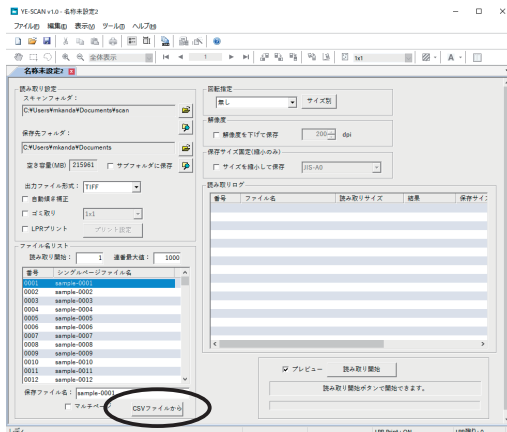 YE-SCAN v1.0 - 名称未設定2
ファイル(F) 編集(E) 表示(V) ツール(T) ヘルプ(H)
全体表示 1 1x1 A
名称未設定2
読み取り設定
スキャンフォルダ：
C:¥Users¥mkanda¥Documents¥scan
保存先フォルダ：
C:¥Users¥mkanda¥Documents
空き容量(MB) 215961 サブフォルダに保存
出力ファイル形式： TIFF
自動傾き補正
ゴミ取り 1x1
LPRプリント プリント設定
ファイル名リスト
読み取り開始： 1 連番最大値： 1000
番号 シングルページファイル名
0001 sample-0001
0002 sample-0002
0003 sample-0003
0004 sample-0004
0005 sample-0005
0006 sample-0006
0007 sample-0007
0008 sample-0008
0009 sample-0009
0010 sample-0010
0011 sample-0011
0012 sample-0012
保存ファイル名： sample-0001
マルチペー CSVファイルから
回転指定
無し サイズ別
解像度
解像度を下げて保存 200 dpi
保存サイズ固定(縮小のみ)
サイズを縮小して保存 JIS-A0
読み取りログ
番号 ファイル名 読み取りサイズ 結果 保存サイズ
プレビュー 読み取り開始
読み取り開始ボタンで開始できます。